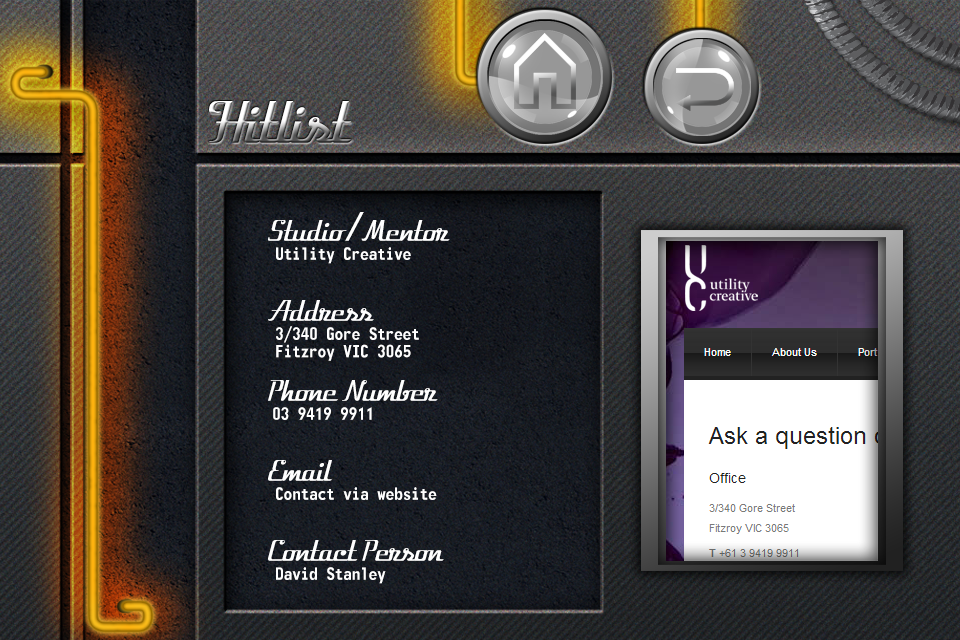 Hitlist
Studio/Mentor
Utility Creative
Address
3/340 Gore Street
Fitzroy VIC 3065
Phone Number
03 9419 9911
Email
Contact via website
Contact Person
David Stanley
UC
utility
creative
Home About Us Port
Ask a question
Office
3/340 Gore Street
Fitzroy VIC 3065
T +61 3 9419 9911